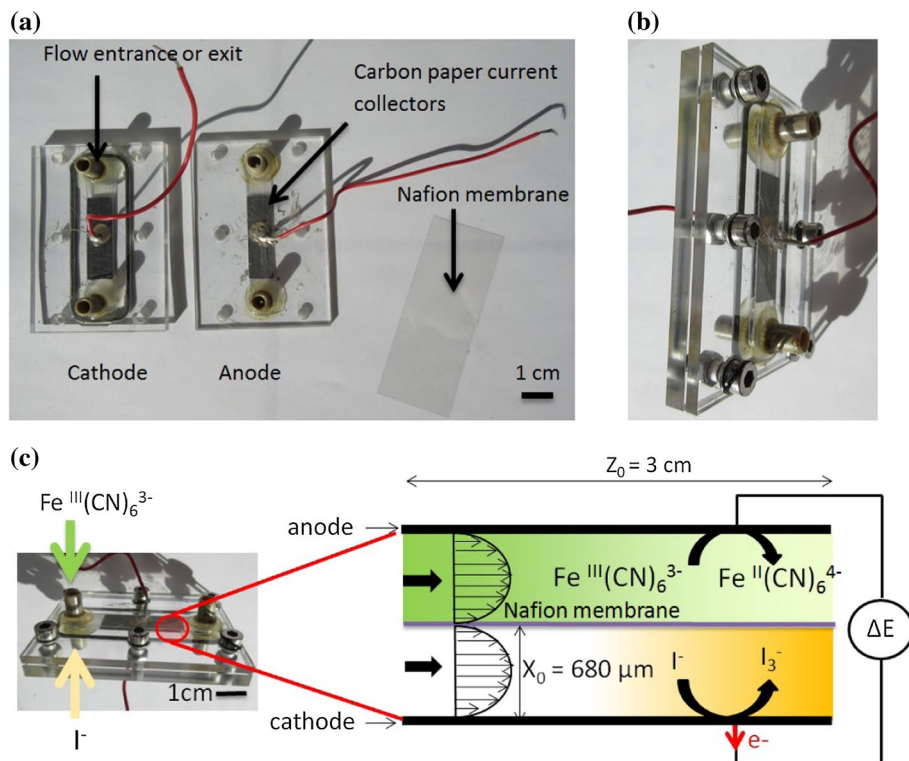 (a)
Flow entrance or exit
Carbon paper current
collectors
Nafion membrane
Cathode
Anode
1 cm
(b)
(c)
Fe III(CN)6 3-
1cm
I-
Z0 = 3 cm
anode
Fe III(CN)6 3-
Fe II(CN)6 4-
Nafion membrane
X0 = 680 μm
I-
I3-
cathode
e-
ΔE